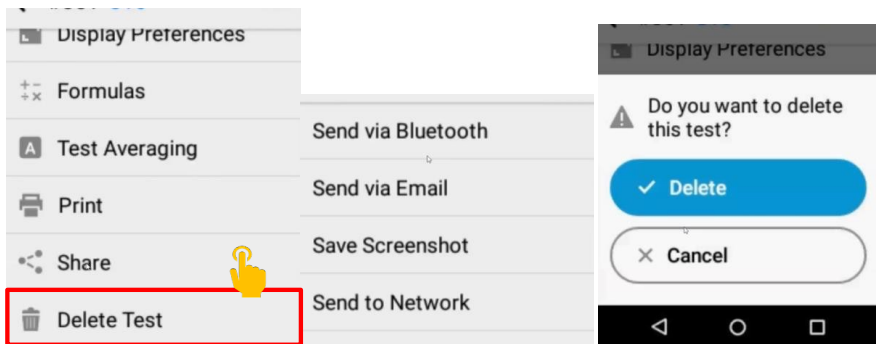 Display Preferences
Formulas
A Test Averaging
Print
Share
Delete Test
Send via Bluetooth
Send via Email
Save Screenshot
Send to Network
Display Preferences
Do you want to delete
this test?
Delete
Cancel